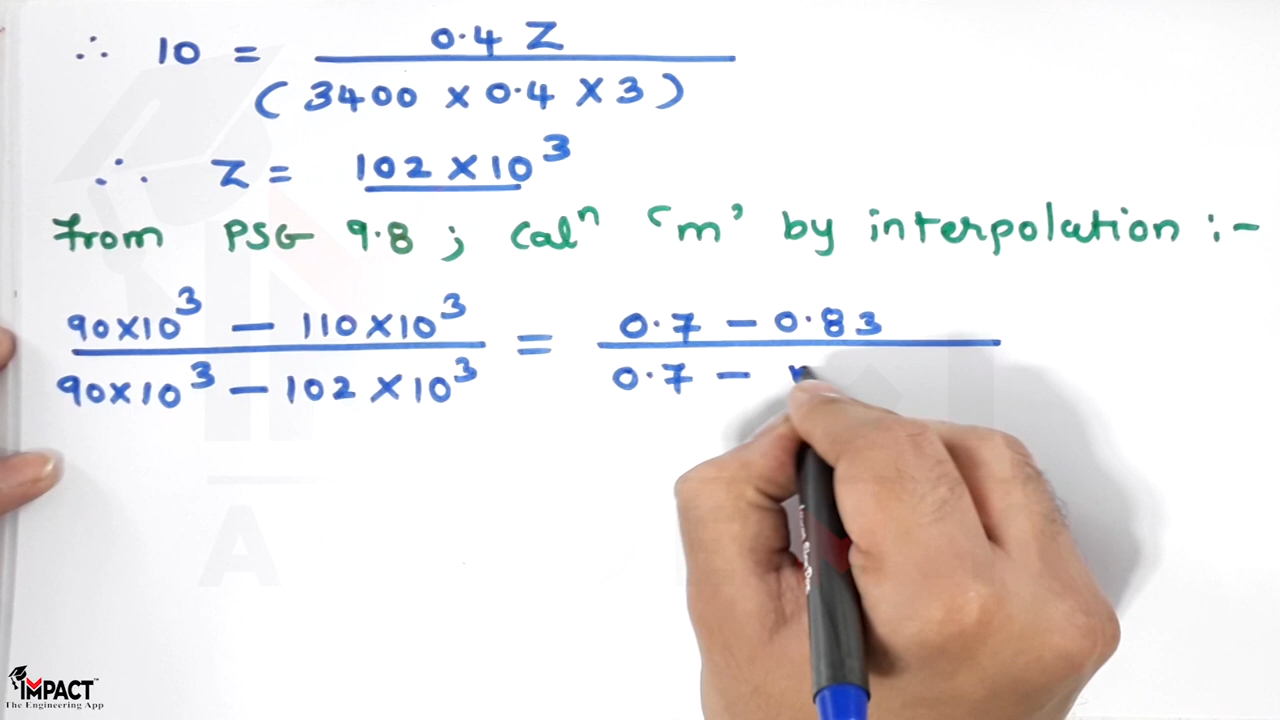 ∴ 10 = 0.4 Z
( 3400 × 0.4 × 3 )
∴ Z = 102 × 10³
From PSG 9.8 ; calⁿ ‘m’ by interpolation :-
90×10³ – 110×10³ = 0.7 – 0.83
90×10³ – 102×10³ 0.7 –
A
IMPACT
The Engineering App